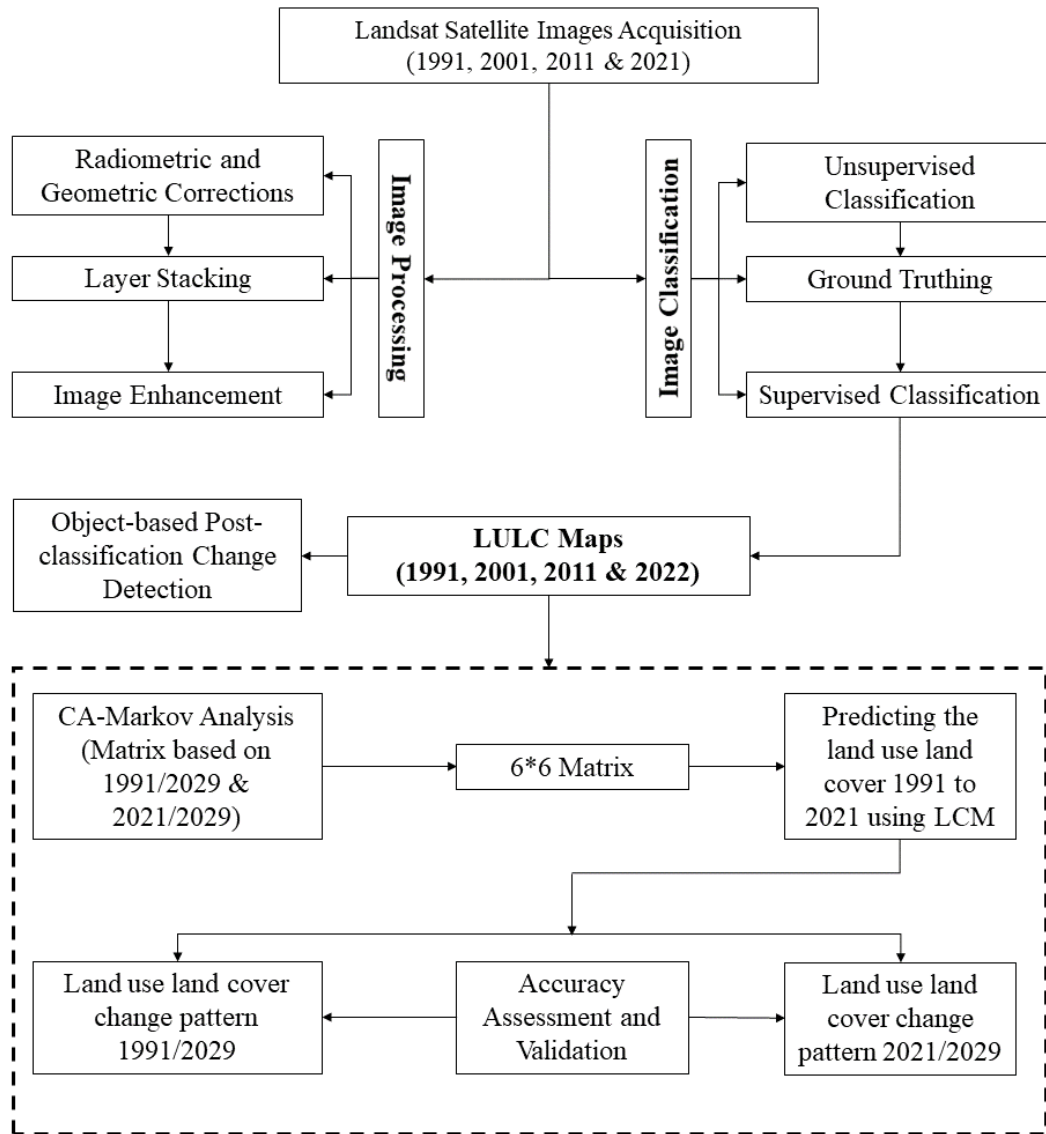 Landsat Satellite Images Acquisition
(1991, 2001, 2011 & 2021)
Radiometric and
Geometric Corrections
Layer Stacking
Image Enhancement
Image Processing
Image Classification
Unsupervised
Classification
Ground Truthing
Supervised Classification
Object-based Post-
classification Change
Detection
LULC Maps
(1991, 2001, 2011 & 2022)
CA-Markov Analysis
(Matrix based on
1991/2029 &
2021/2029)
6*6 Matrix
Predicting the
land use land
cover 1991 to
2021 using LCM
Land use land cover
change pattern
1991/2029
Accuracy
Assessment and
Validation
Land use land
cover change
pattern 2021/2029